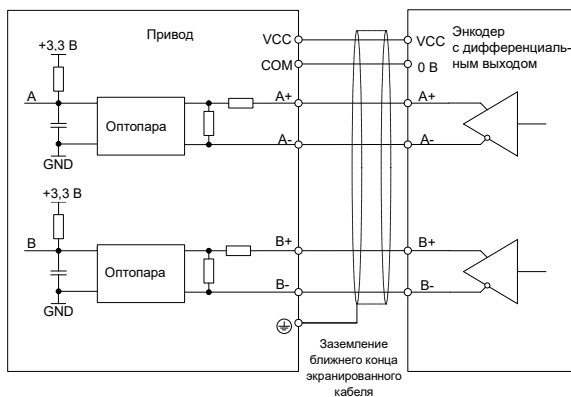 Привод
Энкодер
с дифференциаль-
ным выходом
+3,3 В
VCC
VCC
COM
0 В
A
Оптопара
A+
A+
A-
A-
GND
+3,3 В
B
Оптопара
B+
B+
B-
B-
GND
Заземление
ближнего конца
экранированного
кабеля